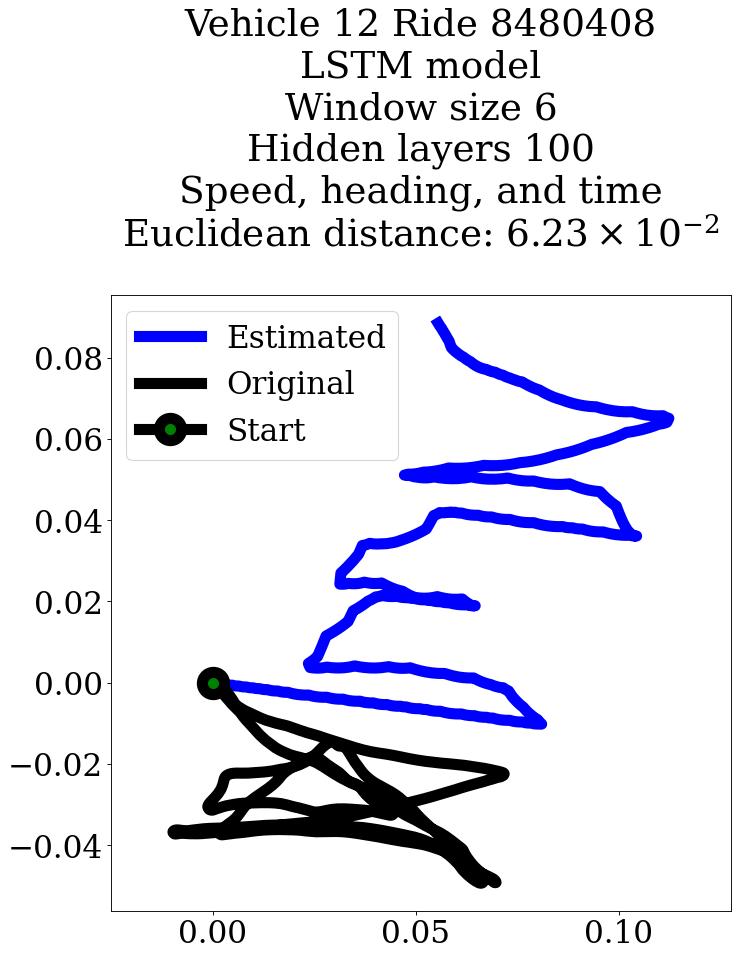 Vehicle 12 Ride 8480408
LSTM model
Window size 6
Hidden layers 100
Speed, heading, and time
Euclidean distance: 6.23 × 10⁻²
Estimated
Original
Start
0.08
0.06
0.04
0.02
0.00
−0.02
−0.04
0.00 0.05 0.10